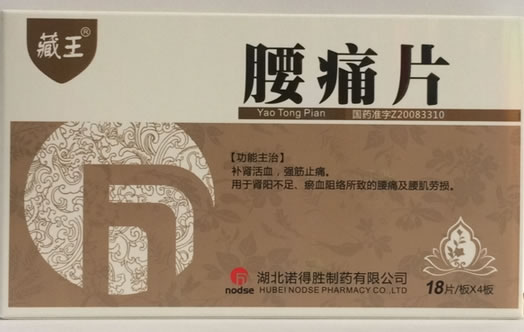 藏王®
腰痛片
Yao Tong Pian 国药准字Z20083310
【功能主治】
补肾活血，强筋止痛。
用于肾阳不足、瘀血阻络所致的腰痛及腰肌劳损。
nodse
湖北诺得胜制药有限公司
HUBEI NODSE PHARMACY CO.,LTD
18片/板X4板